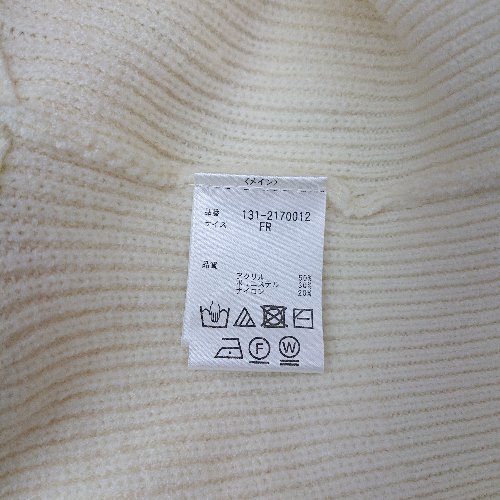 〈メイン〉
品番 131-2170012
サイズ FR
品質
アクリル 50%
ポリエステル 30%
ナイロン 20%
F W